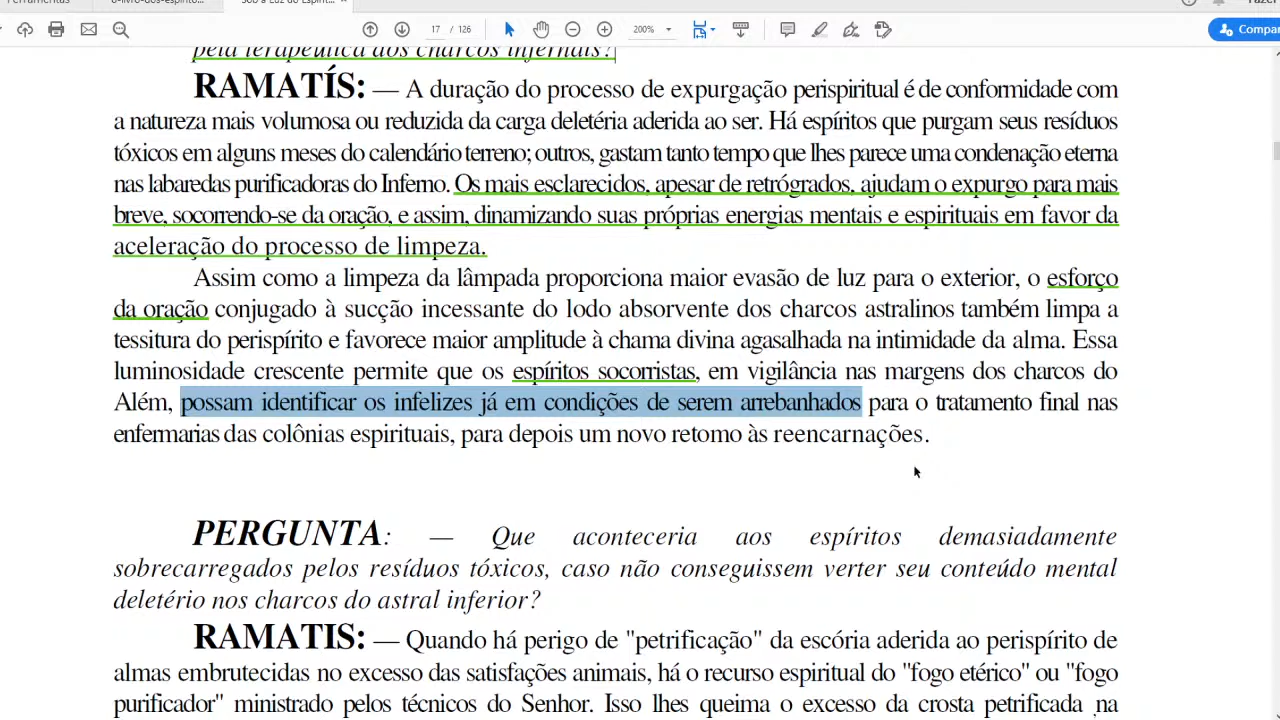 Ferramentas
17 / 126
200%
Compar
pela terapêutica aos charcos infernais?
RAMATÍS: — A duração do processo de expurgação perispiritual é de conformidade com
a natureza mais volumosa ou reduzida da carga deletéria aderida ao ser. Há espíritos que purgam seus resíduos
tóxicos em alguns meses do calendário terreno; outros, gastam tanto tempo que lhes parece uma condenação eterna
nas labaredas purificadoras do Inferno. Os mais esclarecidos, apesar de retrógrados, ajudam o expurgo para mais
breve, socorrendo-se da oração, e assim, dinamizando suas próprias energias mentais e espirituais em favor da
aceleração do processo de limpeza.
Assim como a limpeza da lâmpada proporciona maior evasão de luz para o exterior, o esforço
da oração conjugado à sucção incessante do lodo absorvente dos charcos astralinos também limpa a
tessitura do perispírito e favorece maior amplitude à chama divina agasalhada na intimidade da alma. Essa
luminosidade crescente permite que os espíritos socorristas, em vigilância nas margens dos charcos do
Além, possam identificar os infelizes já em condições de serem arrebanhados para o tratamento final nas
enfermarias das colônias espirituais, para depois um novo retomo às reencarnações.
PERGUNTA: — Que aconteceria aos espíritos demasiadamente
sobrecarregados pelos resíduos tóxicos, caso não conseguissem verter seu conteúdo mental
deletério nos charcos do astral inferior?
RAMATIS: — Quando há perigo de "petrificação" da escória aderida ao perispírito de
almas embrutecidas no excesso das satisfações animais, há o recurso espiritual do "fogo etérico" ou "fogo
purificador" ministrado pelos técnicos do Senhor. Isso lhes queima o excesso da crosta petrificada na